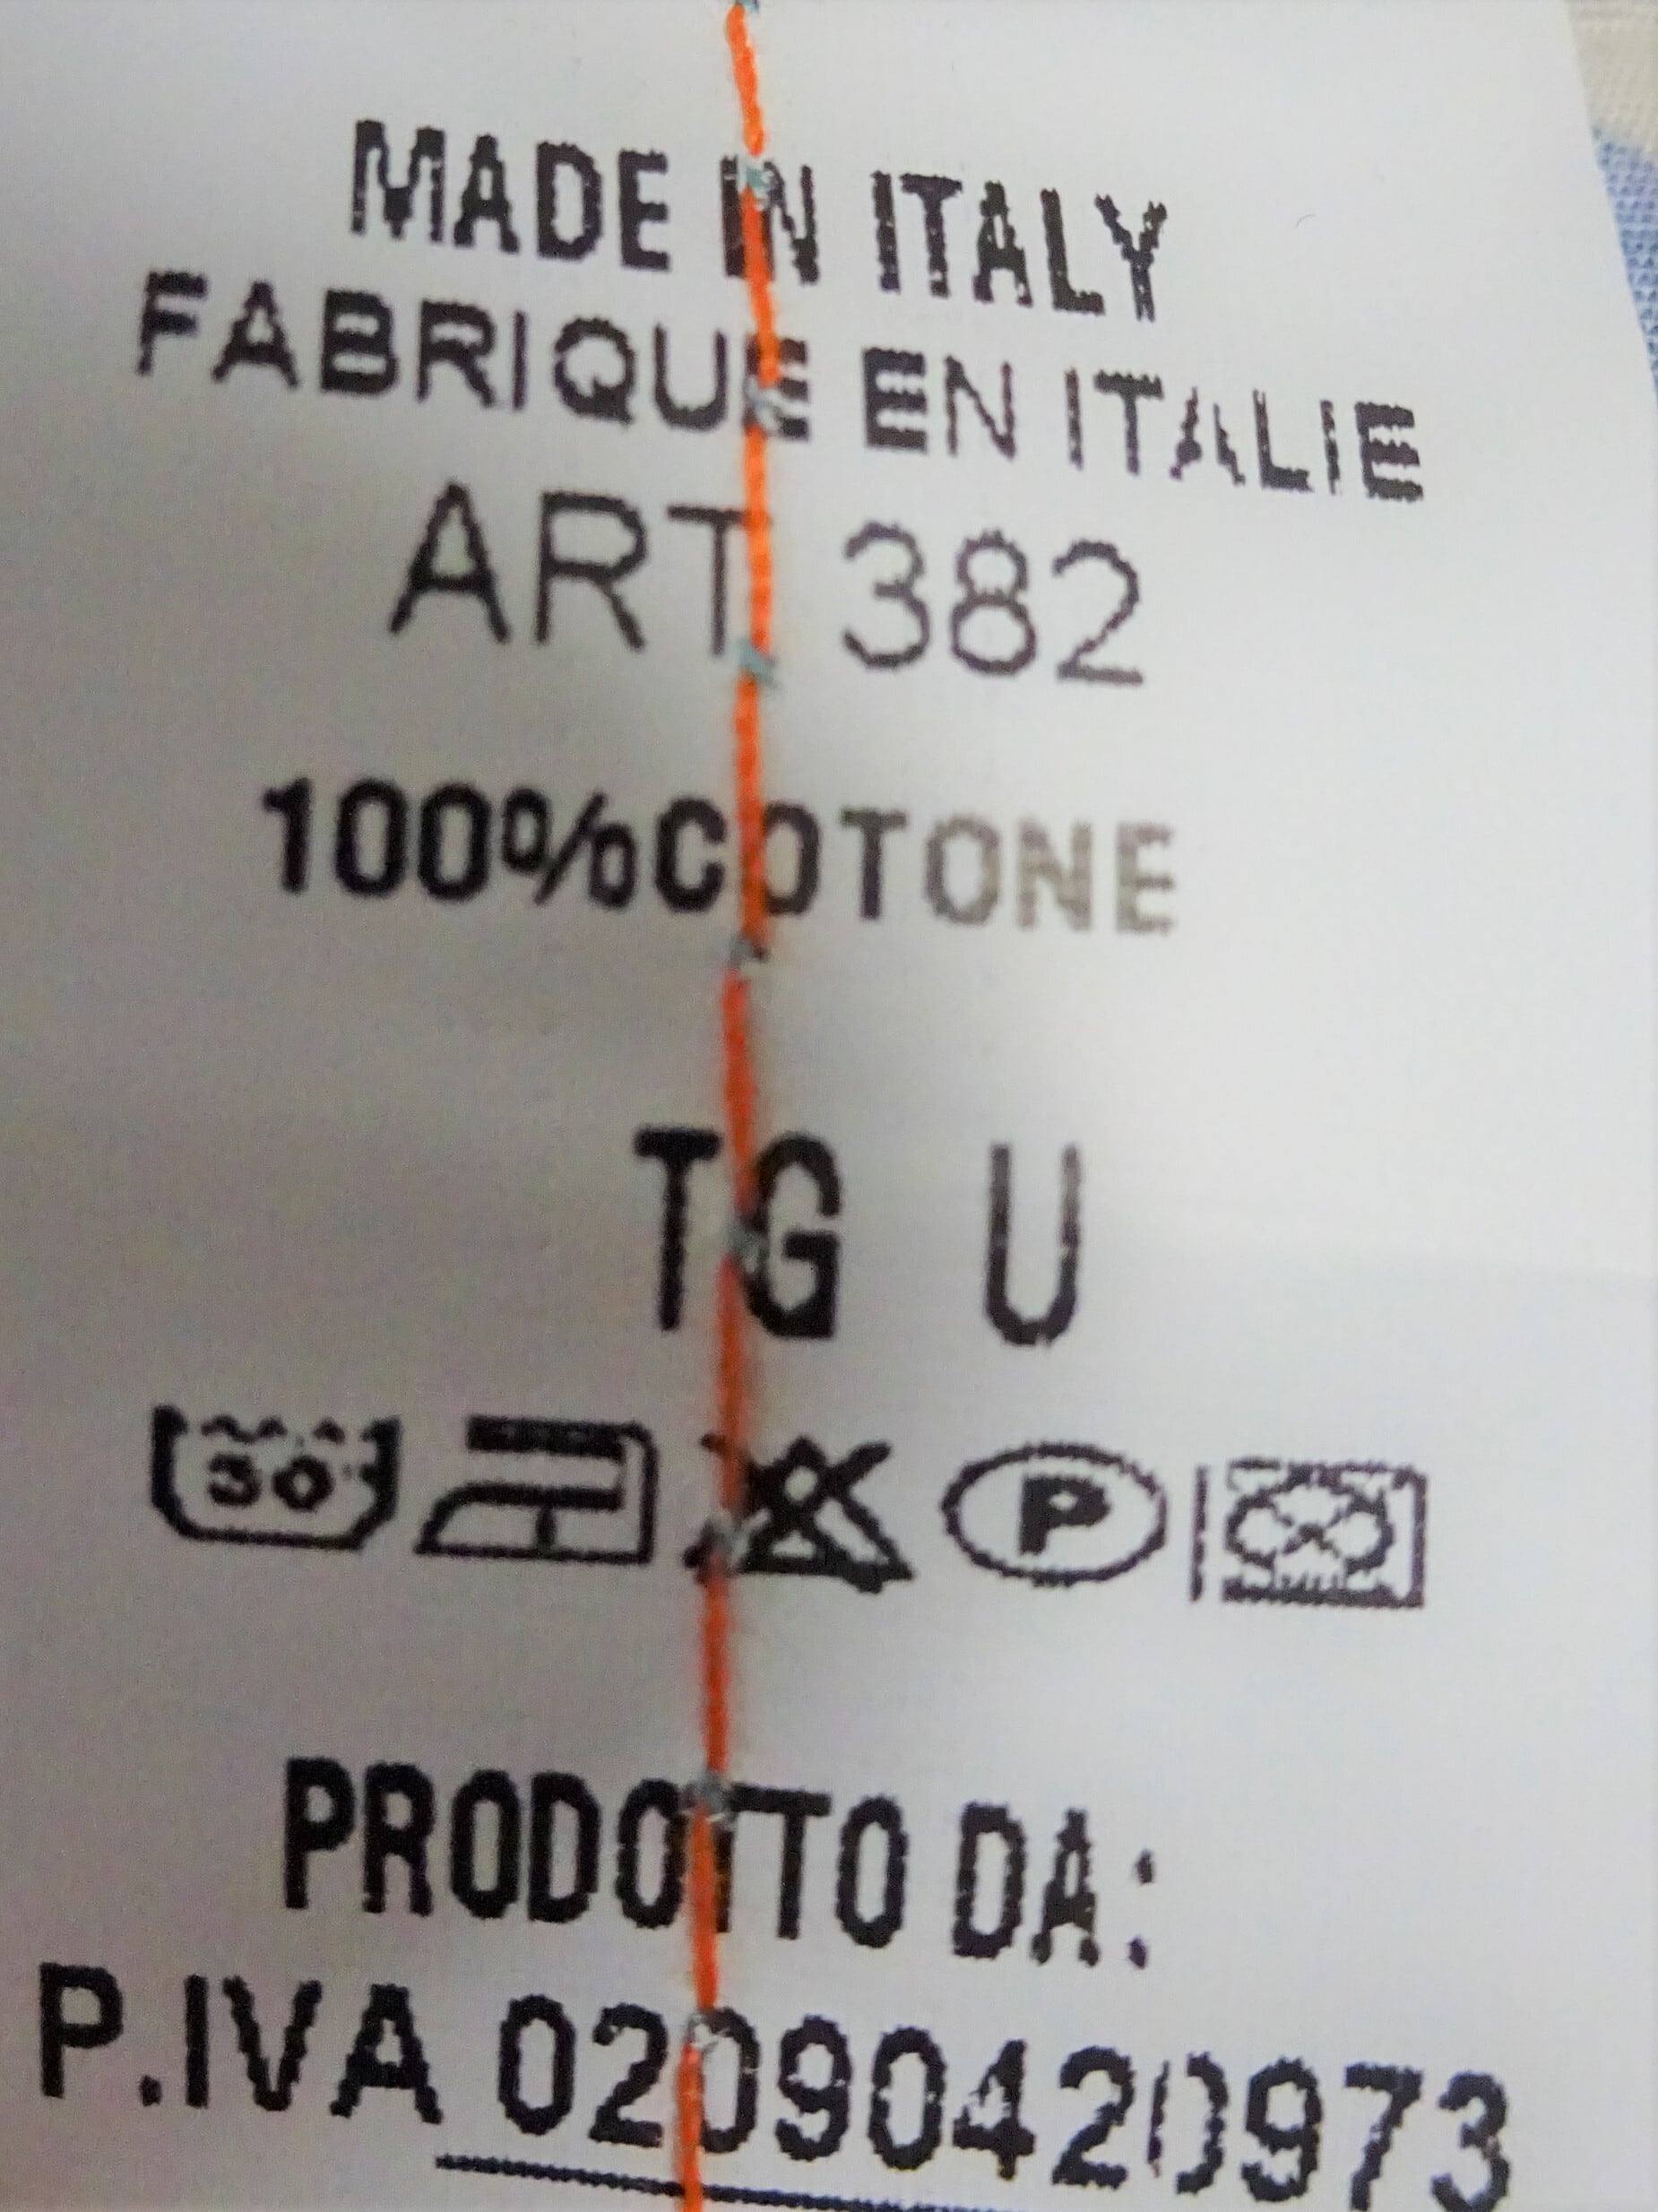 MADE IN ITALY
FABRIQUE EN ITALIE
ART. 382
100%COTONE
TG U
30
P
PRODOTTO DA:
P.IVA 02090420973